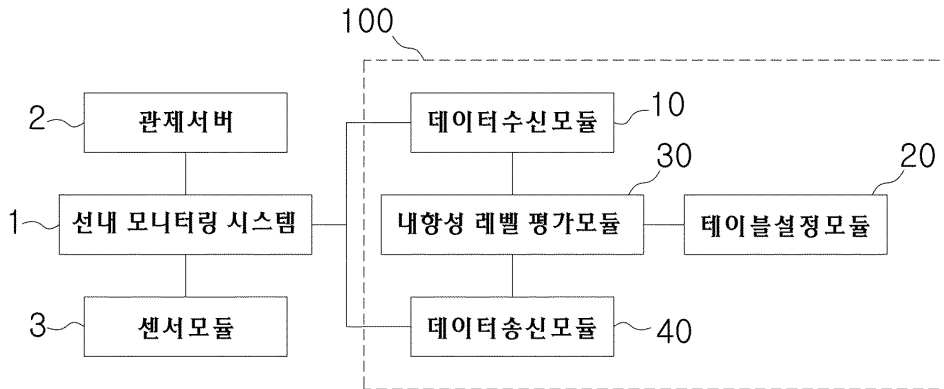 100
2
관제서버
데이터수신모듈
10
30
20
1
선내 모니터링 시스템
내항성 레벨 평가모듈
테이블설정모듈
3
센서모듈
데이터송신모듈
40